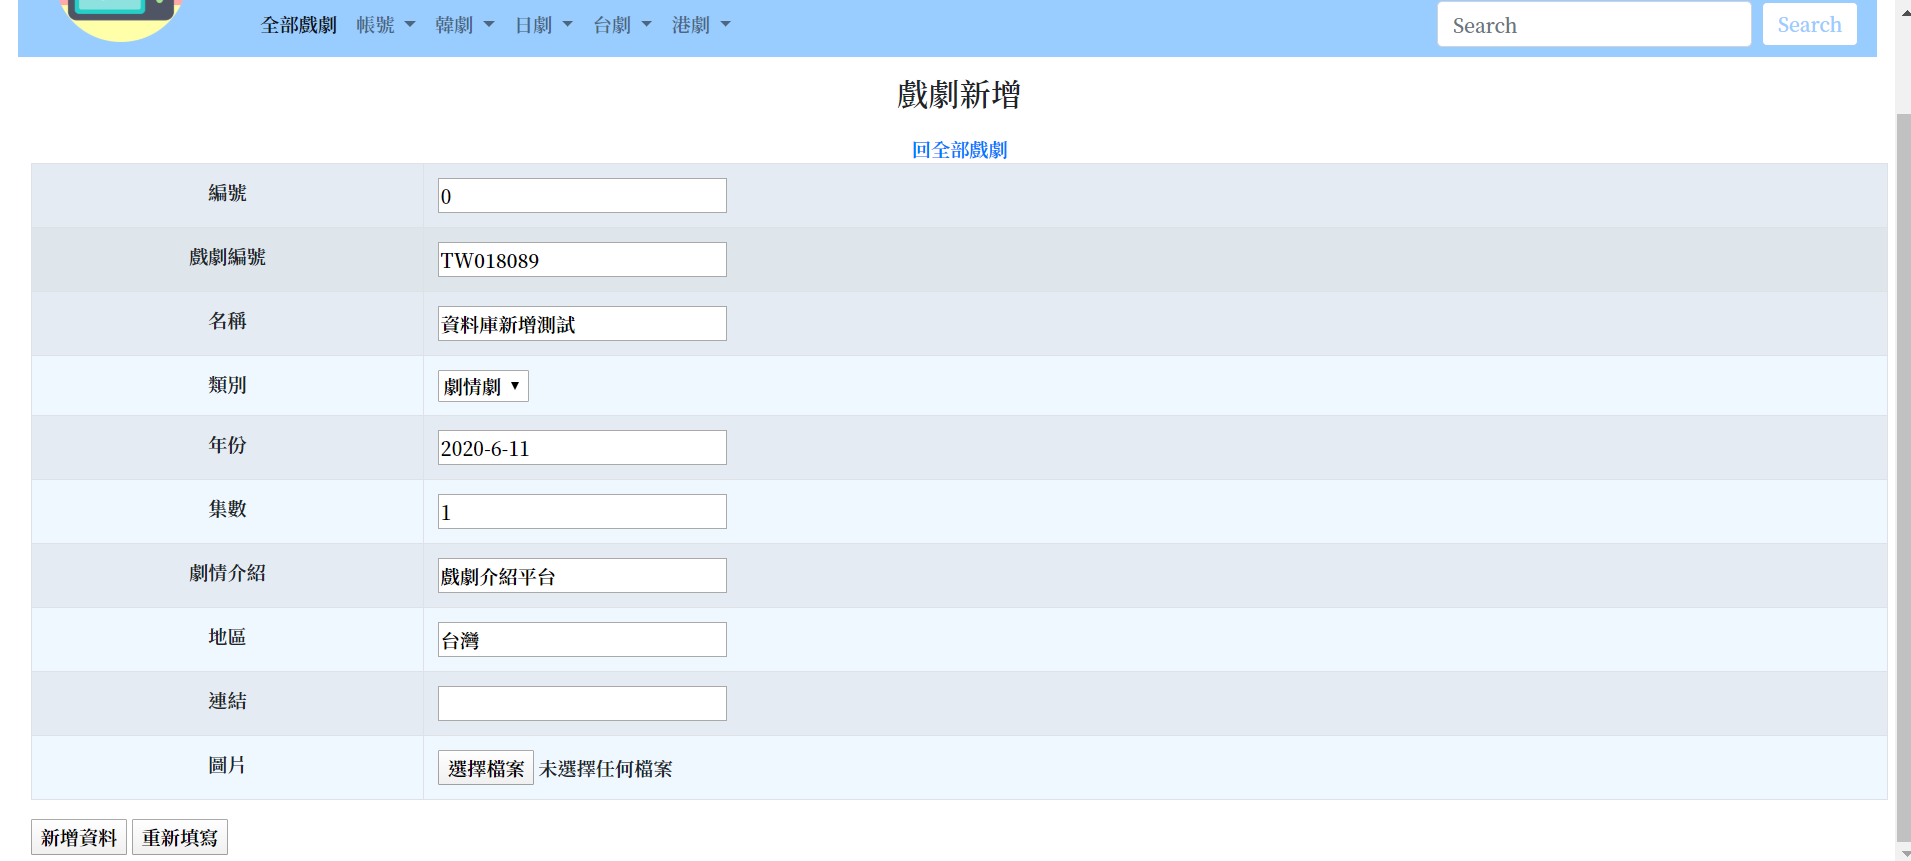 全部戲劇 帳號 韓劇 日劇 台劇 港劇 Search Search
戲劇新增
回全部戲劇
編號 0
戲劇編號 TW018089
名稱 資料庫新增測試
類別 劇情劇
年份 2020-6-11
集數 1
劇情介紹 戲劇介紹平台
地區 台灣
連結
圖片 選擇檔案 未選擇任何檔案
新增資料 重新填寫